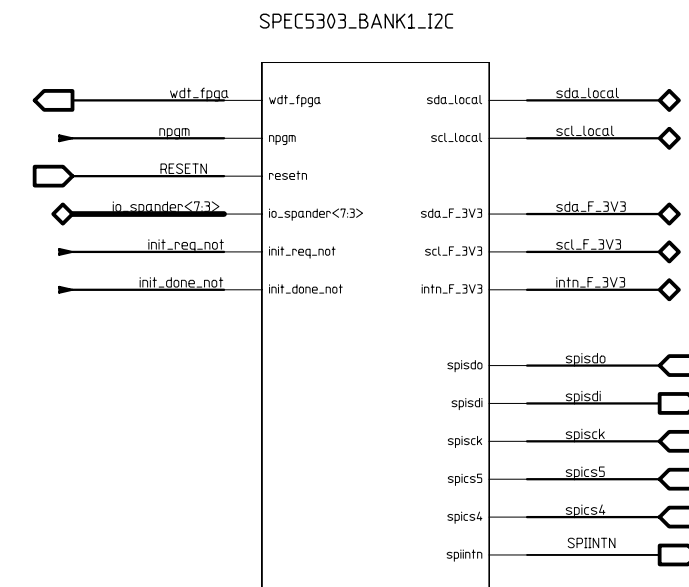 SPEC5303_BANK1_I2C
wdt_fpga wdt_fpga sda_local sda_local
npgm npgm scl_local scl_local
RESETN resetn
io_spander<7:3> io_spander<7:3> sda_F_3V3 sda_F_3V3
init_req_not init_req_not scl_F_3V3 scl_F_3V3
init_done_not init_done_not intn_F_3V3 intn_F_3V3
spisdo spisdo
spisdi spisdi
spisck spisck
spics5 spics5
spics4 spics4
spiintn SPIINTN